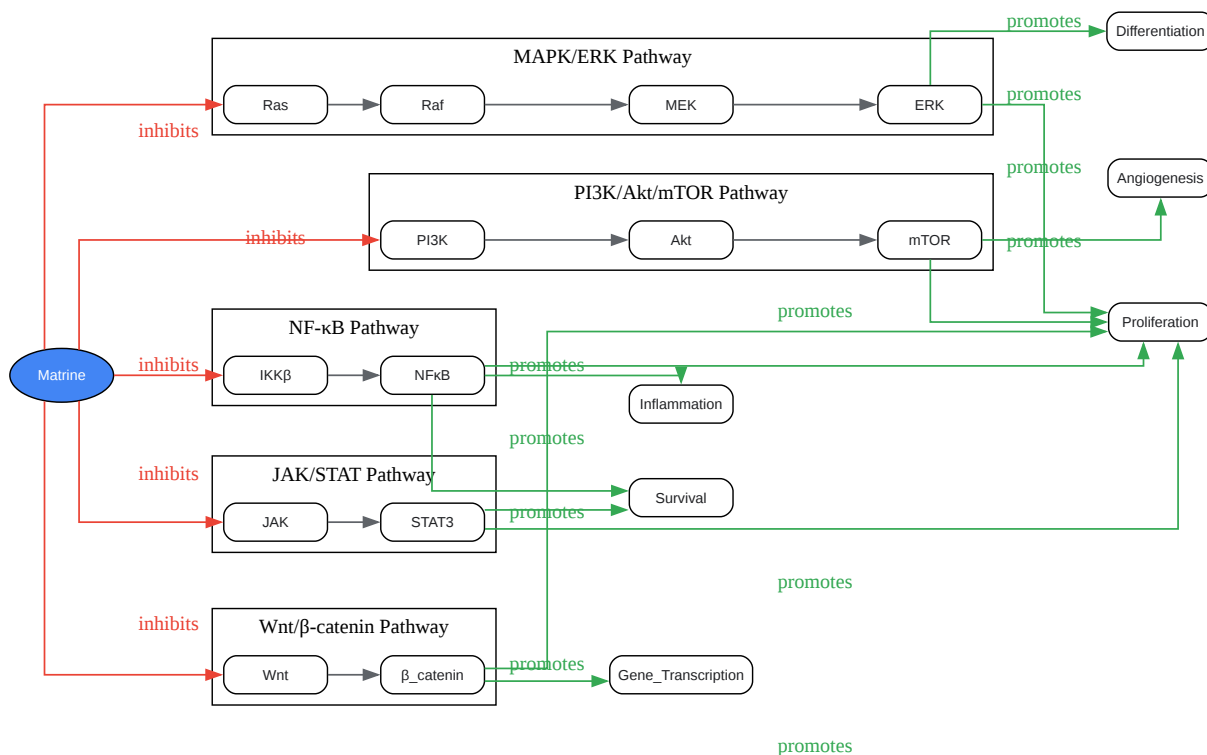 promotes
Differentiation
MAPK/ERK Pathway
Ras
Raf
MEK
ERK
promotes
inhibits
promotes
Angiogenesis
PI3K/Akt/mTOR Pathway
inhibits
PI3K
Akt
mTOR
promotes
NF-κB Pathway
promotes
Proliferation
Matrine
inhibits
IKKβ
NFκB
promotes
Inflammation
promotes
JAK/STAT Pathway
inhibits
Survival
JAK
STAT3
promotes
promotes
Wnt/β-catenin Pathway
inhibits
Wnt
β_catenin
promotes
Gene_Transcription
promotes